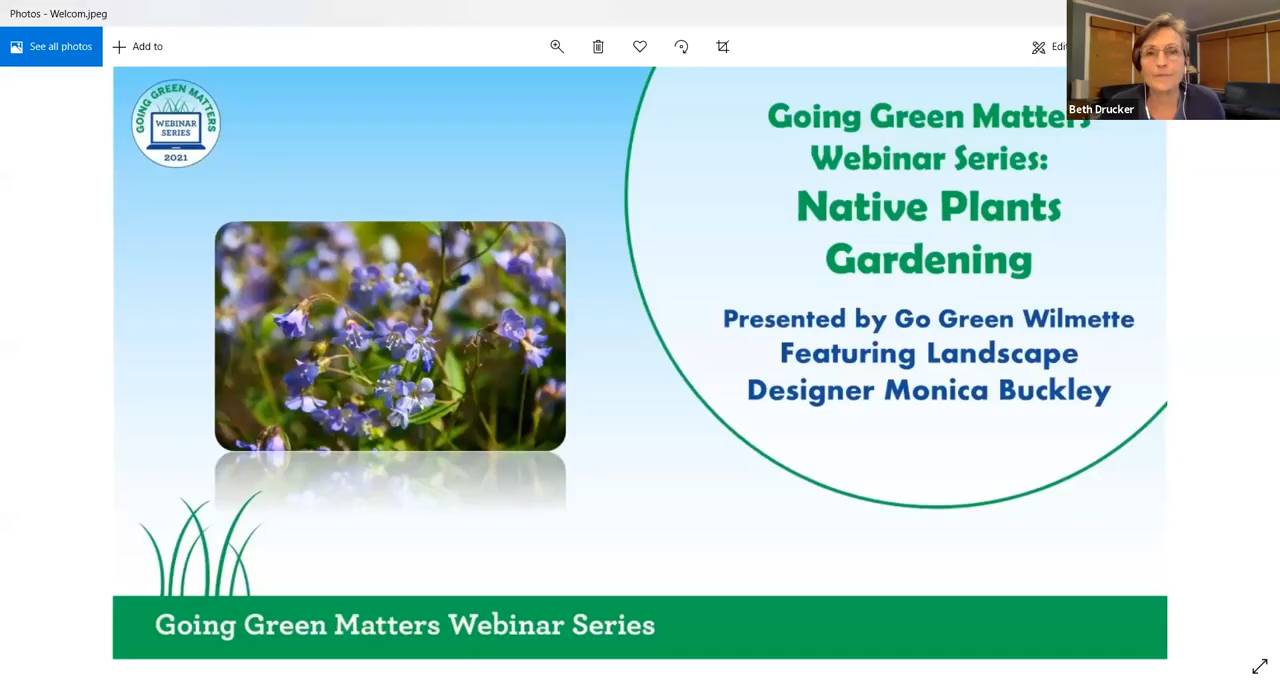 Photos - Welcom.jpeg
See all photos
Add to
Edit
Beth Drucker
GOING GREEN MATTERS
WEBINAR
SERIES
2021
Going Green Matters
Webinar Series:
Native Plants
Gardening
Presented by Go Green Wilmette
Featuring Landscape
Designer Monica Buckley
Going Green Matters Webinar Series